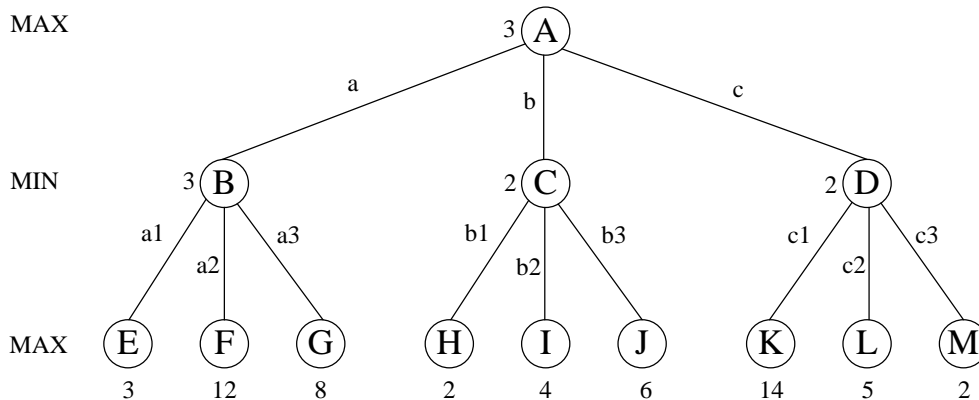 MAX 3 A
a b c
MIN 3 B 2 C 2 D
a1 a2 a3 b1 b2 b3 c1 c2 c3
MAX E F G H I J K L M
3 12 8 2 4 6 14 5 2